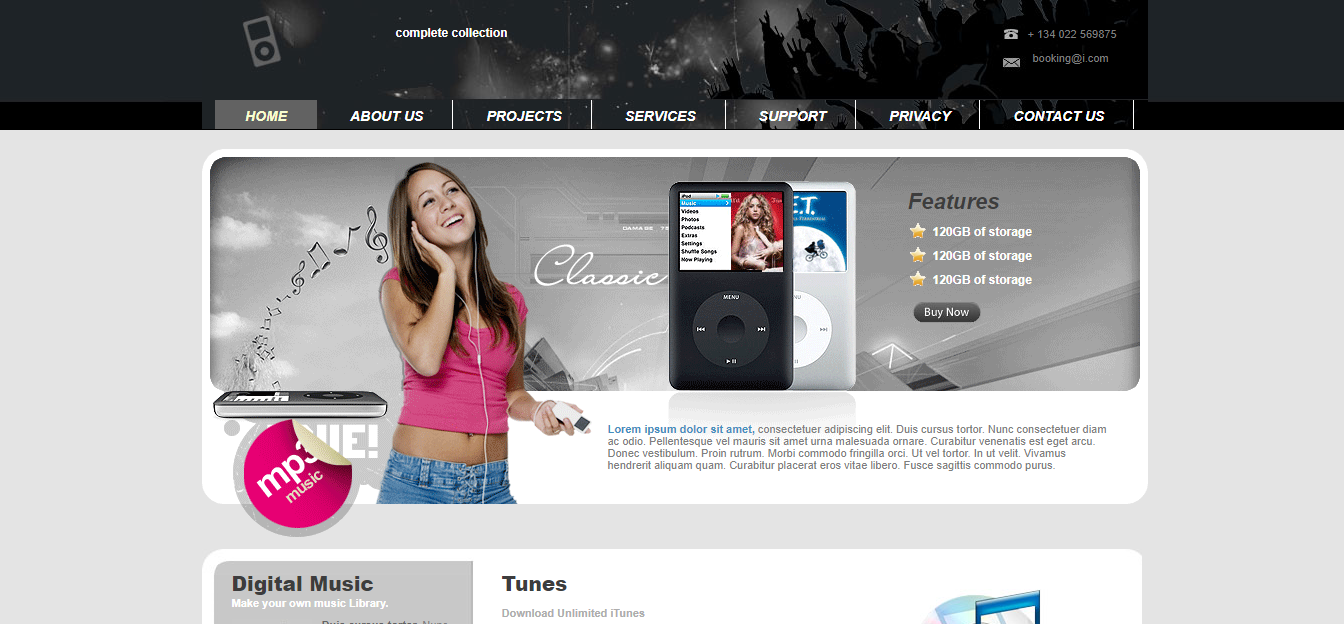 complete collection
+ 134 022 569875
booking@i.com
HOME
ABOUT US
PROJECTS
SERVICES
SUPPORT
PRIVACY
CONTACT US
Classic
iPod
Music
Videos
Photos
Podcasts
Extras
Settings
Shuffle Songs
Now Playing
E.T.
MENU
Features
120GB of storage
120GB of storage
120GB of storage
Buy Now
mp3
music
Lorem ipsum dolor sit amet, consectetuer adipiscing elit. Duis cursus tortor. Nunc consectetuer diam
ac odio. Pellentesque vel mauris sit amet urna malesuada ornare. Curabitur venenatis est eget arcu.
Donec vestibulum. Proin rutrum. Morbi commodo fringilla orci. Ut vel tortor. In ut velit. Vivamus
hendrerit aliquam quam. Curabitur placerat eros vitae libero. Fusce sagittis commodo purus.
Digital Music
Make your own music Library.
Duis cursus tortor. Nunc
Tunes
Download Unlimited iTunes